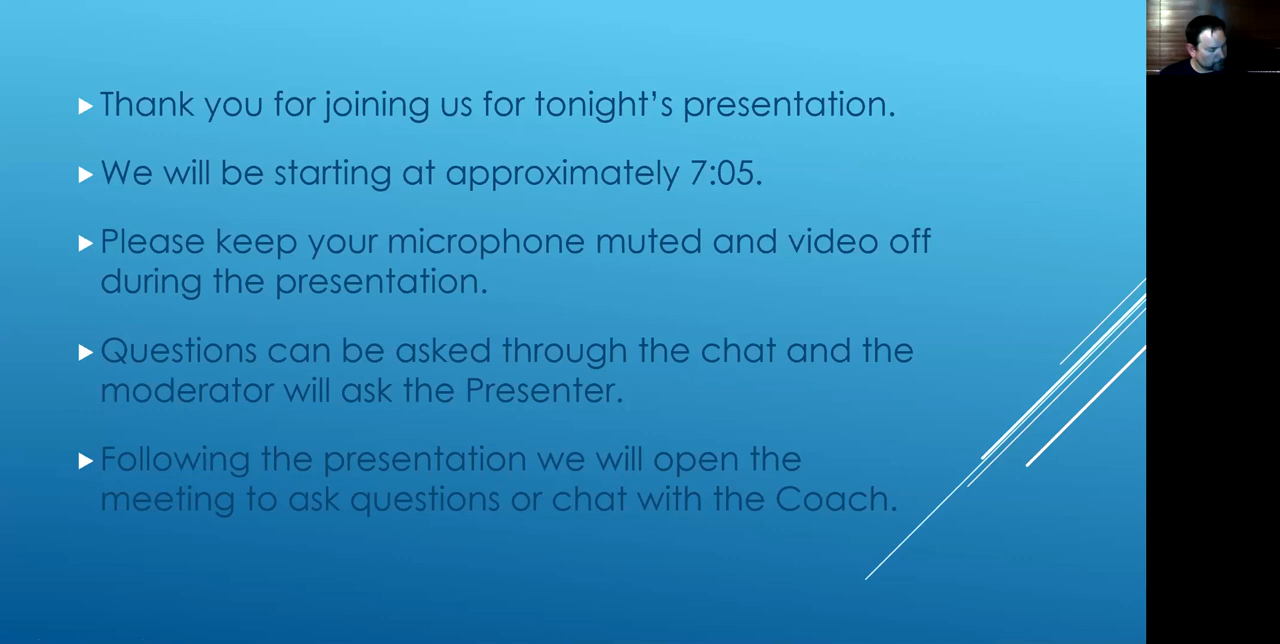 Thank you for joining us for tonight’s presentation.
We will be starting at approximately 7:05.
Please keep your microphone muted and video off
during the presentation.
Questions can be asked through the chat and the
moderator will ask the Presenter.
Following the presentation we will open the
meeting to ask questions or chat with the Coach.